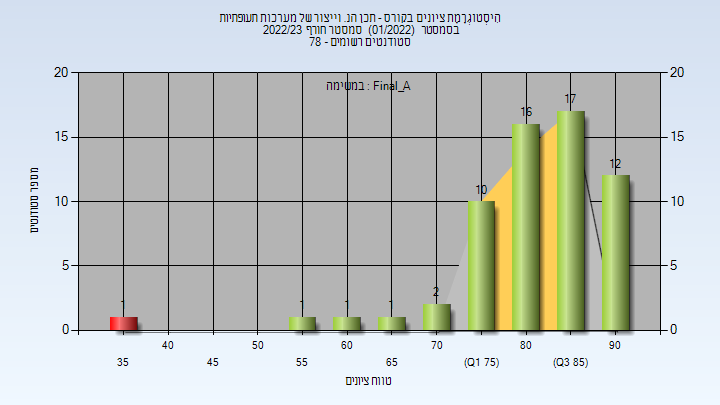 הִיסְטוֹגְרַמַת ציונים בקורס - תכן הנ. וייצור של מערכות תעופתיות
בסמסטר (01/2022) סמסטר חורף 2022/23
סטודנטים רשומים - 78
במשימה : Final_A
מספר סטודנטים
20 20
15 15
10 10
5 5
0 0
1 1 1 1 2 10 16 17 12
40 50 60 70 80 90
35 45 55 65 (Q1 75) (Q3 85)
טווח ציונים